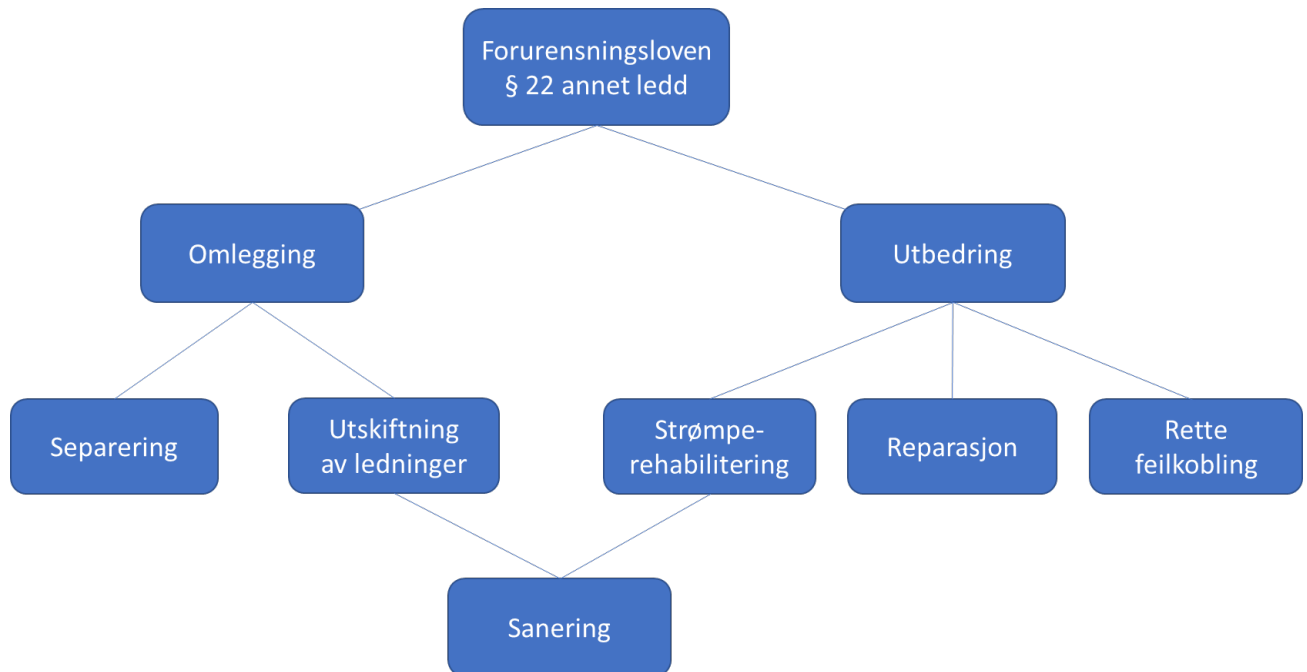 Forurensningsloven
§ 22 annet ledd
Omlegging
Utbedring
Separering
Utskiftning
av ledninger
Strømpe-
rehabilitering
Reparasjon
Rette
feilkobling
Sanering